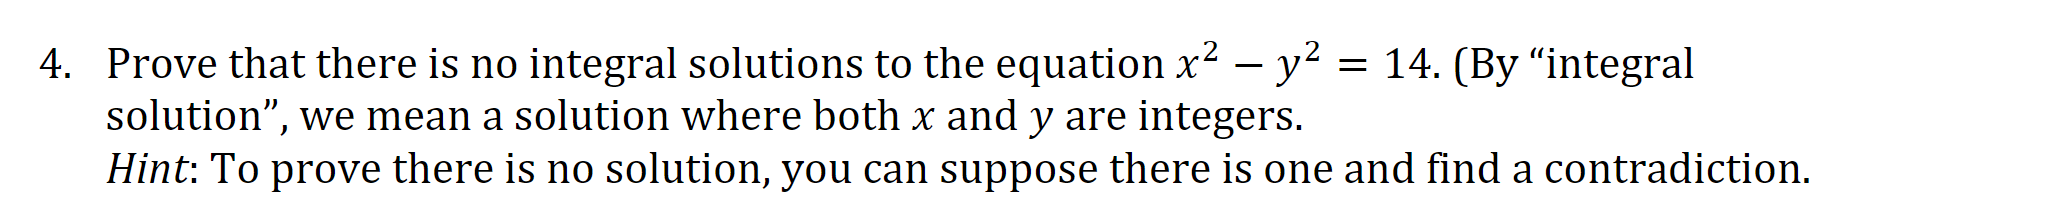 4. Prove that there is no integral solutions to the equation x² − y² = 14. (By “integral
solution”, we mean a solution where both x and y are integers.
Hint: To prove there is no solution, you can suppose there is one and find a contradiction.